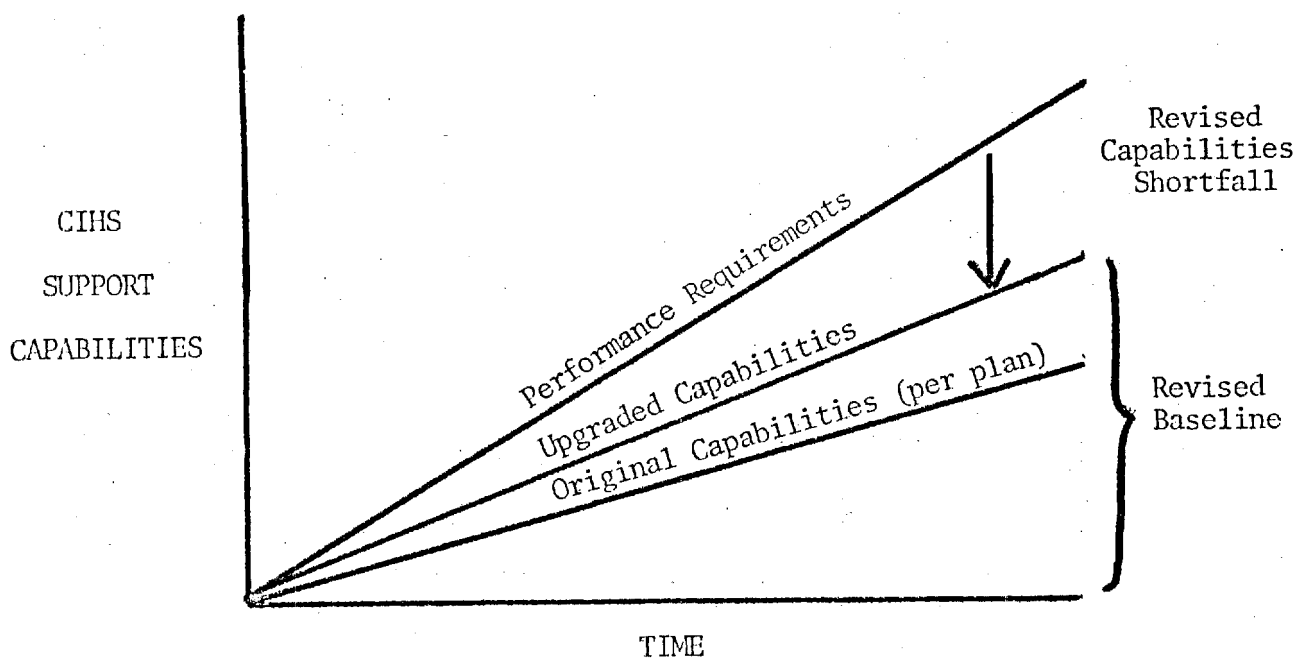 CIHS
SUPPORT
CAPABILITIES
Performance Requirements
Upgraded Capabilities
Original Capabilities (per plan)
Revised
Capabilities
Shortfall
Revised
Baseline
TIME